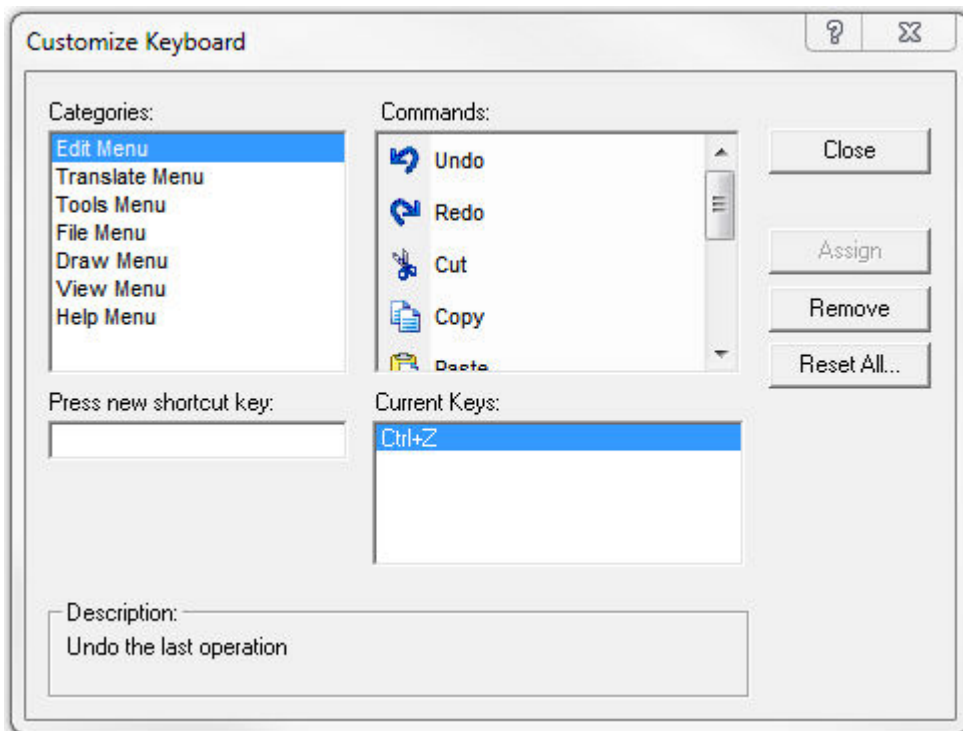 Customize Keyboard
Categories:
Edit Menu
Translate Menu
Tools Menu
File Menu
Draw Menu
View Menu
Help Menu
Commands:
Undo
Redo
Cut
Copy
Paste
Close
Assign
Remove
Reset All...
Press new shortcut key:
Current Keys:
Ctrl+Z
Description:
Undo the last operation